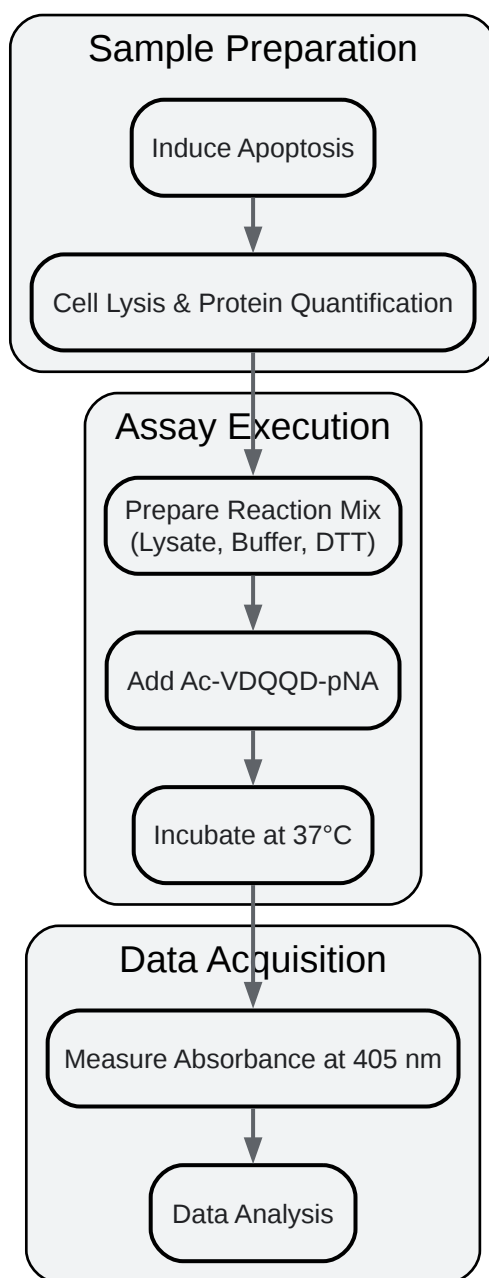 Sample Preparation
Induce Apoptosis
Cell Lysis & Protein Quantification
Assay Execution
Prepare Reaction Mix
(Lysate, Buffer, DTT)
Add Ac-VDQQD-pNA
Incubate at 37°C
Data Acquisition
Measure Absorbance at 405 nm
Data Analysis